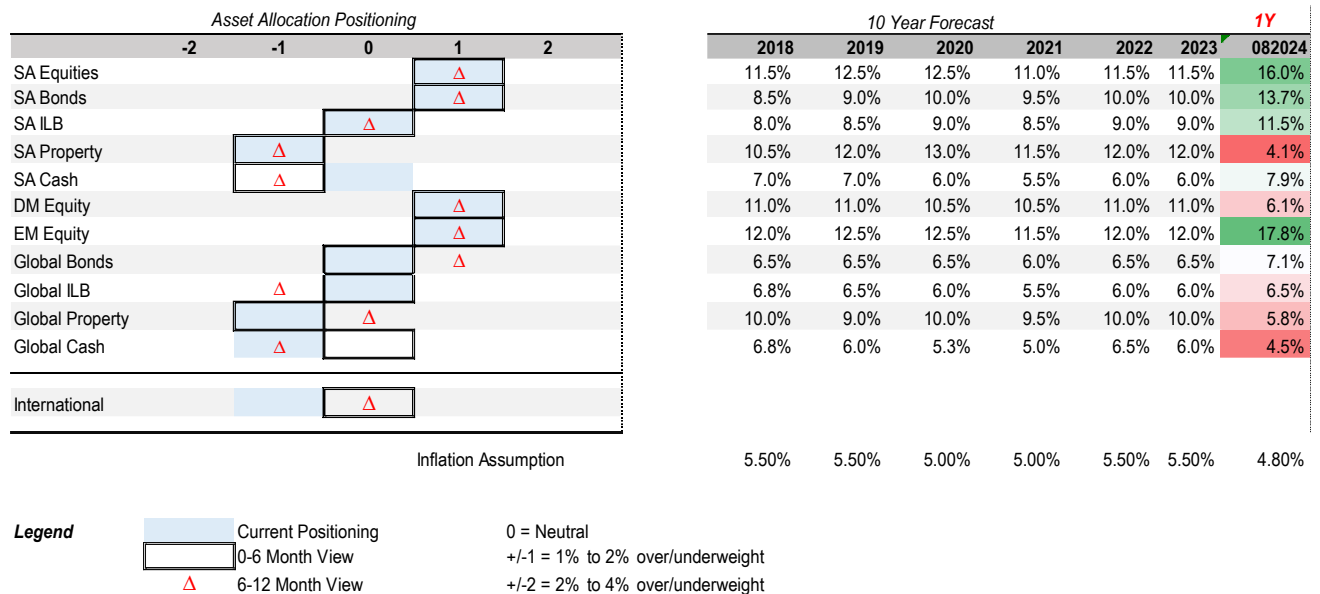 Asset Allocation Positioning 10 Year Forecast 1Y
-2 -1 0 1 2 2018 2019 2020 2021 2022 2023 082024
SA Equities Δ 11.5% 12.5% 12.5% 11.0% 11.5% 11.5% 16.0%
SA Bonds Δ 8.5% 9.0% 10.0% 9.5% 10.0% 10.0% 13.7%
SA ILB Δ 8.0% 8.5% 9.0% 8.5% 9.0% 9.0% 11.5%
SA Property Δ 10.5% 12.0% 13.0% 11.5% 12.0% 12.0% 4.1%
SA Cash Δ 7.0% 7.0% 6.0% 5.5% 6.0% 6.0% 7.9%
DM Equity Δ 11.0% 11.0% 10.5% 10.5% 11.0% 11.0% 6.1%
EM Equity Δ 12.0% 12.5% 12.5% 11.5% 12.0% 12.0% 17.8%
Global Bonds Δ 6.5% 6.5% 6.5% 6.0% 6.5% 6.5% 7.1%
Global ILB Δ 6.8% 6.5% 6.0% 5.5% 6.0% 6.0% 6.5%
Global Property Δ 10.0% 9.0% 10.0% 9.5% 10.0% 10.0% 5.8%
Global Cash Δ 6.8% 6.0% 5.3% 5.0% 6.5% 6.0% 4.5%
International Δ
Inflation Assumption 5.50% 5.50% 5.00% 5.00% 5.50% 5.50% 4.80%
Legend Current Positioning 0 = Neutral
0-6 Month View +/-1 = 1% to 2% over/underweight
Δ 6-12 Month View +/-2 = 2% to 4% over/underweight